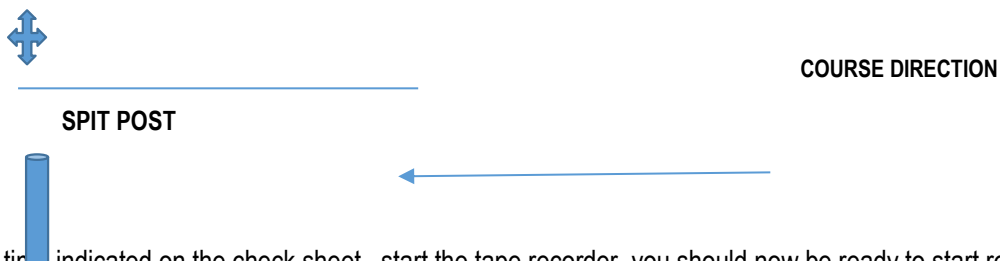 COURSE DIRECTION
SPIT POST
indicated on the check sheet, start the tape recorder, you should now be ready to start